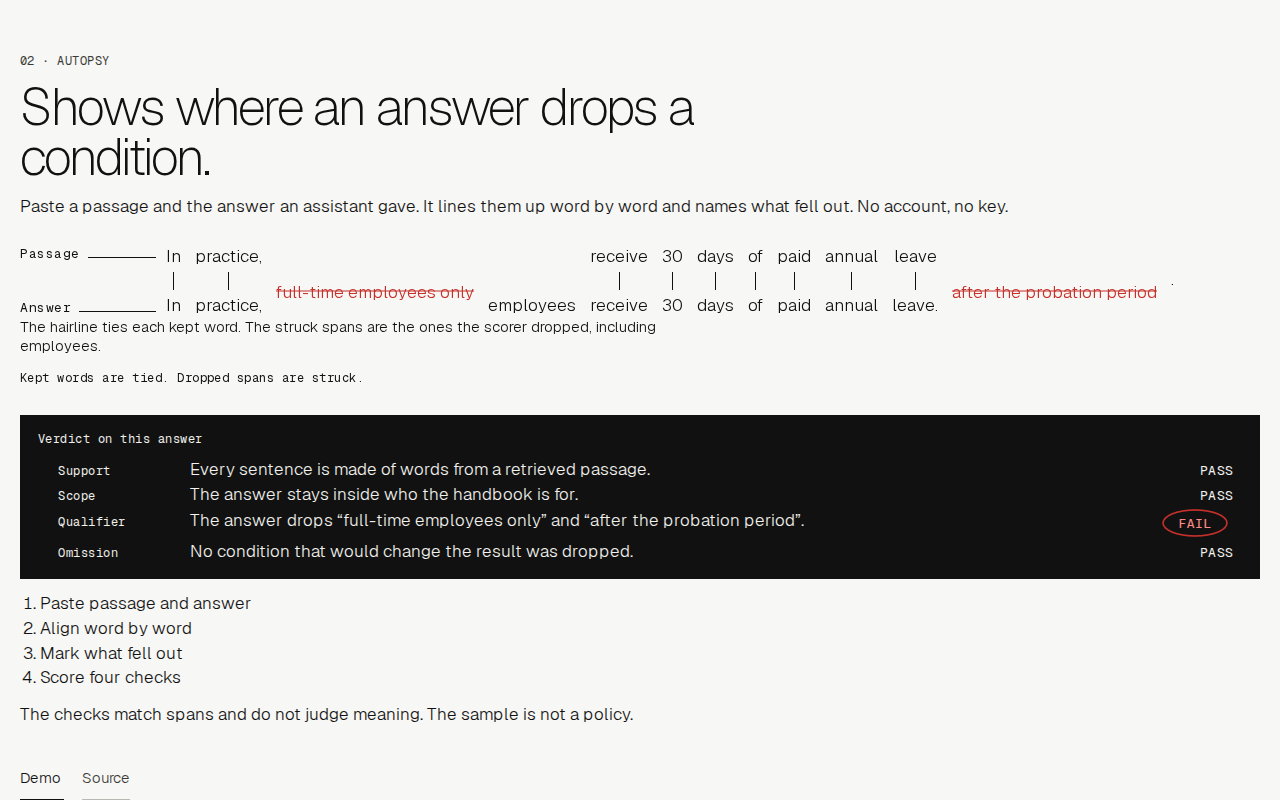 02 · AUTOPSY
Shows where an answer drops a
condition.
Paste a passage and the answer an assistant gave. It lines them up word by word and names what fell out. No account, no key.
Passage In practice, receive 30 days of paid annual leave
full-time employees only after the probation period .
Answer In practice, employees receive 30 days of paid annual leave.
The hairline ties each kept word. The struck spans are the ones the scorer dropped, including
employees.
Kept words are tied. Dropped spans are struck.
Verdict on this answer
Support Every sentence is made of words from a retrieved passage. PASS
Scope The answer stays inside who the handbook is for. PASS
Qualifier The answer drops “full-time employees only” and “after the probation period”. FAIL
Omission No condition that would change the result was dropped. PASS
1. Paste passage and answer
2. Align word by word
3. Mark what fell out
4. Score four checks
The checks match spans and do not judge meaning. The sample is not a policy.
Demo Source